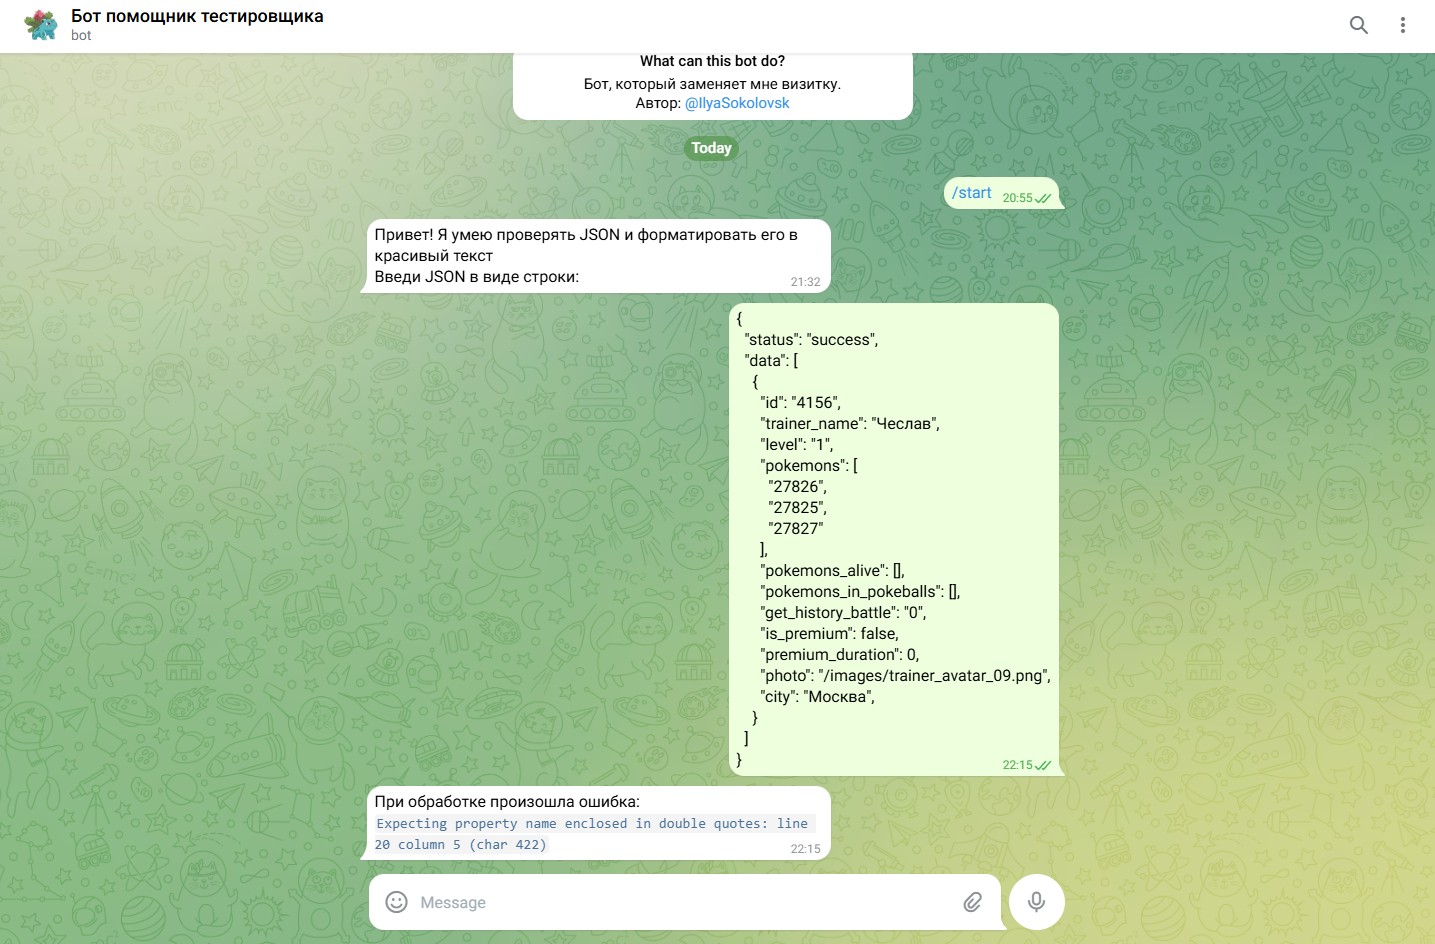 Бот помощник тестировщика
bot
What can this bot do?
Бот, который заменяет мне визитку.
Автор: @IlyaSokolovsk
Today
/start 20:55
Привет! Я умею проверять JSON и форматировать его в
красивый текст
Введи JSON в виде строки:
21:32
{
"status": "success",
"data": [
{
"id": "4156",
"trainer_name": "Чеслав",
"level": "1",
"pokemons": [
"27826",
"27825",
"27827"
],
"pokemons_alive": [],
"pokemons_in_pokeballs": [],
"get_history_battle": "0",
"is_premium": false,
"premium_duration": 0,
"photo": "/images/trainer_avatar_09.png",
"city": "Москва",
}
]
}
22:15
При обработке произошла ошибка:
Expecting property name enclosed in double quotes: line
20 column 5 (char 422)
22:15
Message